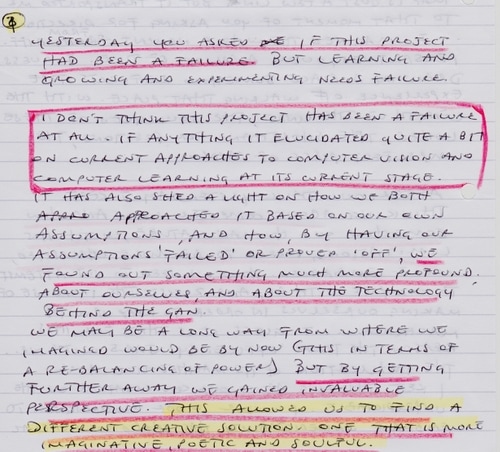 7
YESTERDAY YOU ASKED IF THIS PROJECT
HAD BEEN A FAILURE. BUT LEARNING AND
GROWING AND EXPERIMENTING NEEDS FAILURE.
I DON'T THINK THIS PROJECT HAS BEEN A FAILURE
AT ALL. IF ANYTHING IT ELUCIDATED QUITE A BIT
ON CURRENT APPROACHES TO COMPUTER VISION AND
COMPUTER LEARNING AT ITS CURRENT STAGE.
IT HAS ALSO SHED A LIGHT ON HOW WE BOTH
APPROACHED IT BASED ON OUR OWN
ASSUMPTIONS, AND HOW, BY HAVING OUR
ASSUMPTIONS 'FAILED' OR PROVED 'OFF', WE
FOUND OUT SOMETHING MUCH MORE PROFOUND.
ABOUT OURSELVES, AND ABOUT THE TECHNOLOGY
BEHIND THE GAN.
WE MAY BE A LONG WAY FROM WHERE WE
IMAGINED WOULD BE BY NOW (THIS IN TERMS OF
A RE-BALANCING OF POWER) BUT BY GETTING
FURTHER AWAY WE GAINED INVALUABLE
PERSPECTIVE. THIS ALLOWED US TO FIND A
DIFFERENT CREATIVE SOLUTION. ONE THAT IS MORE
IMAGINATIVE, POETIC AND SOULFUL.